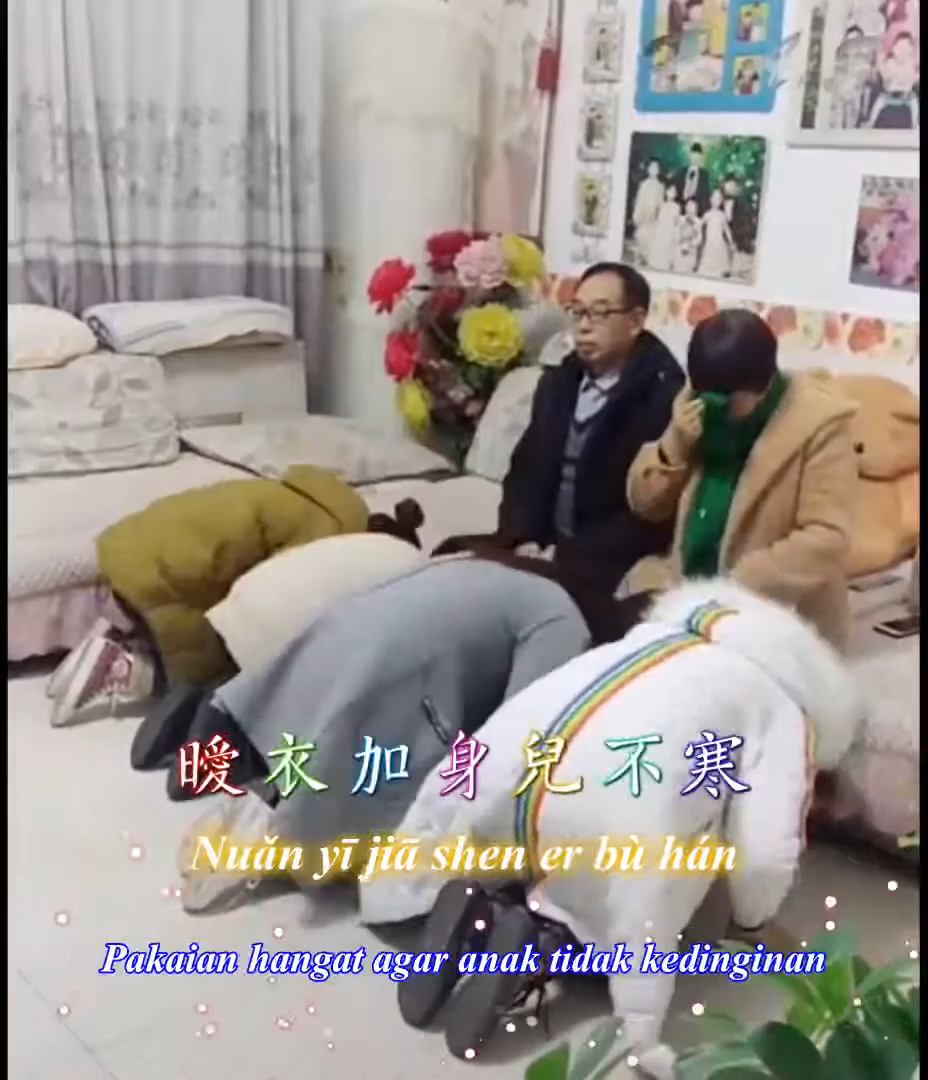 曖衣加身兒不寒
Nuǎn yī jiā shen er bù hán
Pakaian hangat agar anak tidak kedinginan